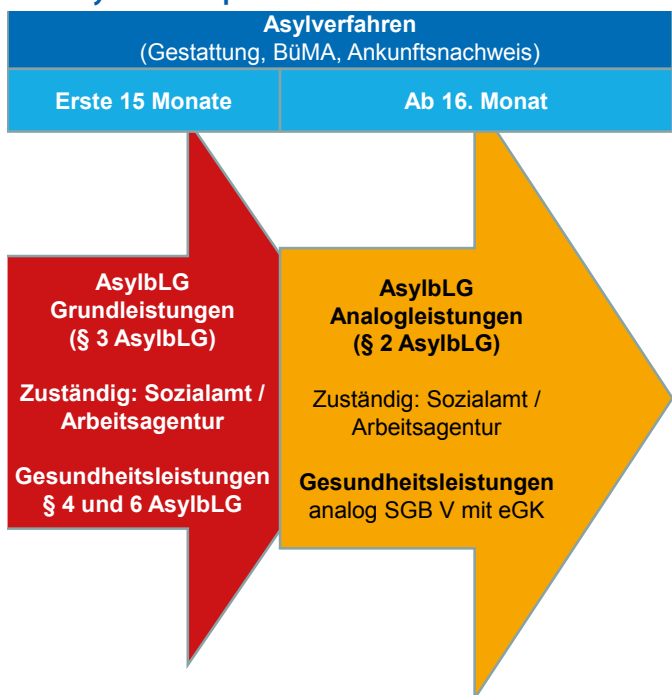 Asylverfahren
(Gestattung, BüMA, Ankunftsnachweis)
Erste 15 Monate
Ab 16. Monat
AsylbLG
Grundleistungen
(§ 3 AsylbLG)
Zuständig: Sozialamt /
Arbeitsagentur
Gesundheitsleistungen
§ 4 und 6 AsylbLG
AsylbLG
Analogleistungen
(§ 2 AsylbLG)
Zuständig: Sozialamt /
Arbeitsagentur
Gesundheitsleistungen
analog SGB V mit eGK